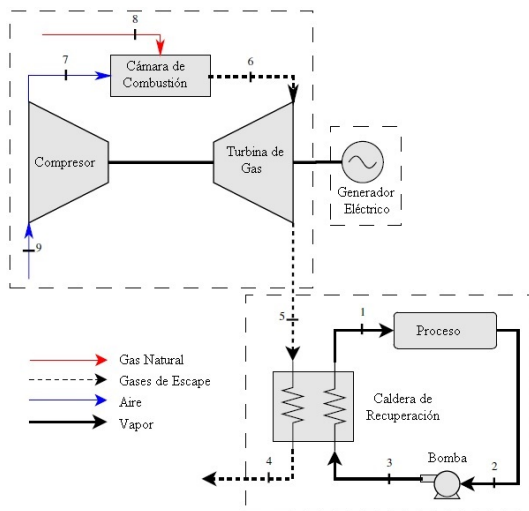 8
7
Cámara de
Combustión
6
Compresor
Turbina de
Gas
Generador
Eléctrico
9
5
1
Proceso
Gas Natural
Gases de Escape
Aire
Vapor
Caldera de
Recuperación
Bomba
4
3
2